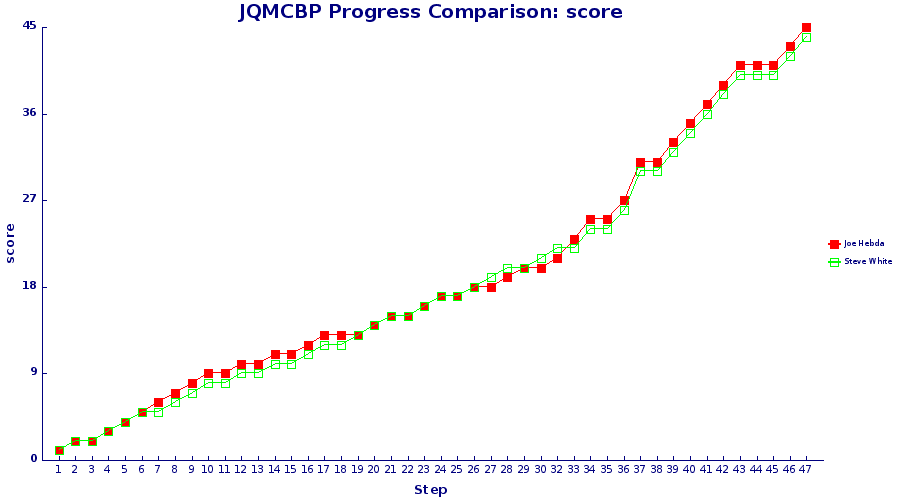 JQMCBP Progress Comparison: score
45
36
27
18
9
0
score
1 2 3 4 5 6 7 8 9 10 11 12 13 14 15 16 17 18 19 20 21 22 23 24 25 26 27 28 29 30 32 33 34 35 36 37 38 39 40 41 42 43 44 45 46 47
Step
Joe Hebda
Steve White